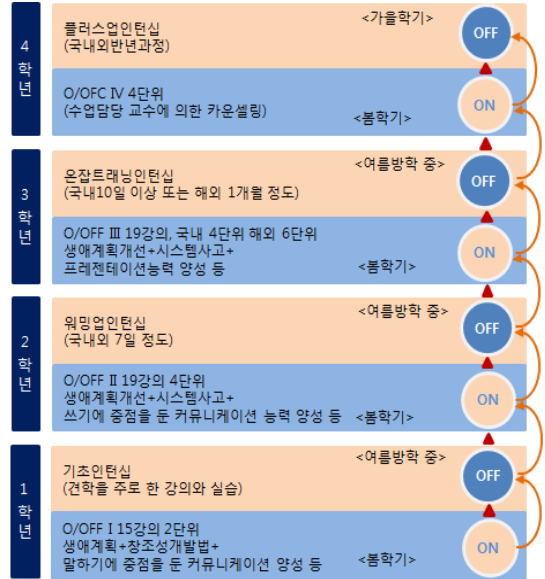 4
학
년
플러스업인턴십
(국내외반년과정)
<가을학기>
OFF
O/OFC Ⅳ 4단위
(수업담당 교수에 의한 카운셀링)
<봄학기>
ON
3
학
년
온잡트래닝인턴십
(국내10일 이상 또는 해외 1개월 정도)
<여름방학 중>
OFF
O/OFF Ⅲ 19강의, 국내 4단위 해외 6단위
생애계획개선+시스템사고+
프레젠테이션능력 양성 등
<봄학기>
ON
2
학
년
워밍업인턴십
(국내외 7일 정도)
<여름방학 중>
OFF
O/OFF Ⅱ 19강의 4단위
생애계획개선+시스템사고+
쓰기에 중점을 둔 커뮤니케이션 능력 양성 등
<봄학기>
ON
1
학
년
기초인턴십
(견학을 주로 한 강의와 실습)
<여름방학 중>
OFF
O/OFF Ⅰ 15강의 2단위
생애계획+창조성개발법+
말하기에 중점을 둔 커뮤니케이션 양성 등
<봄학기>
ON